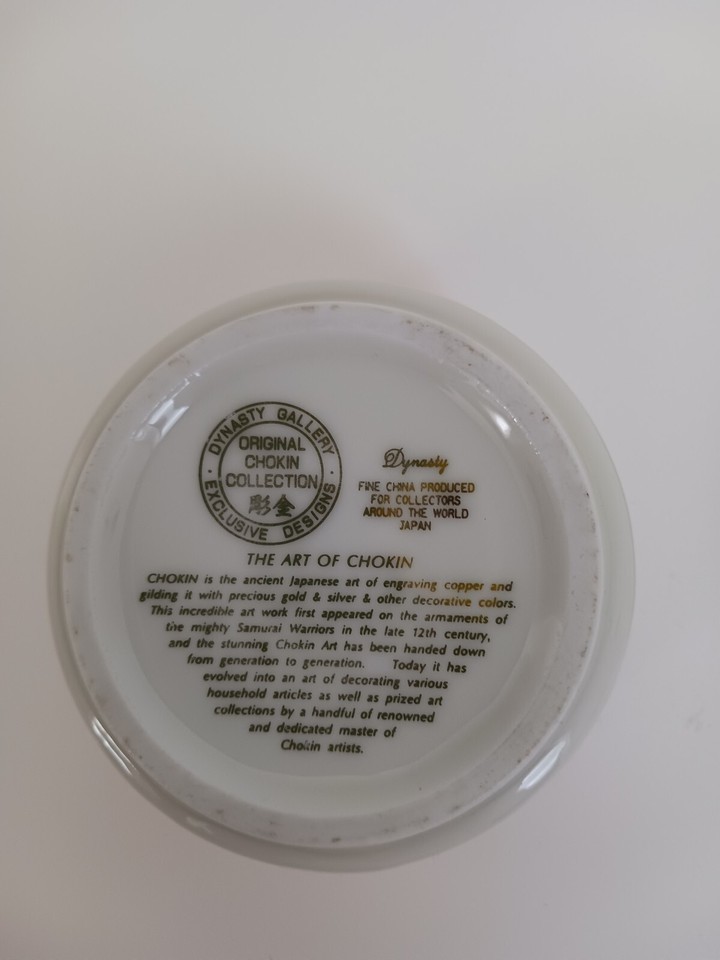 DYNASTY GALLERY
ORIGINAL
CHOKIN
COLLECTION
彫金
EXCLUSIVE DESIGNS
Dynasty
FINE CHINA PRODUCED
FOR COLLECTORS
AROUND THE WORLD
JAPAN
THE ART OF CHOKIN
CHOKIN is the ancient Japanese art of engraving copper and
gilding it with precious gold & silver & other decorative colors.
This incredible art work first appeared on the armaments of
the mighty Samurai Warriors in the late 12th century,
and the stunning Chokin Art has been handed down
from generation to generation. Today it has
evolved into an art of decorating various
household articles as well as prized art
collections by a handful of renowned
and dedicated master of
Chokin artists.